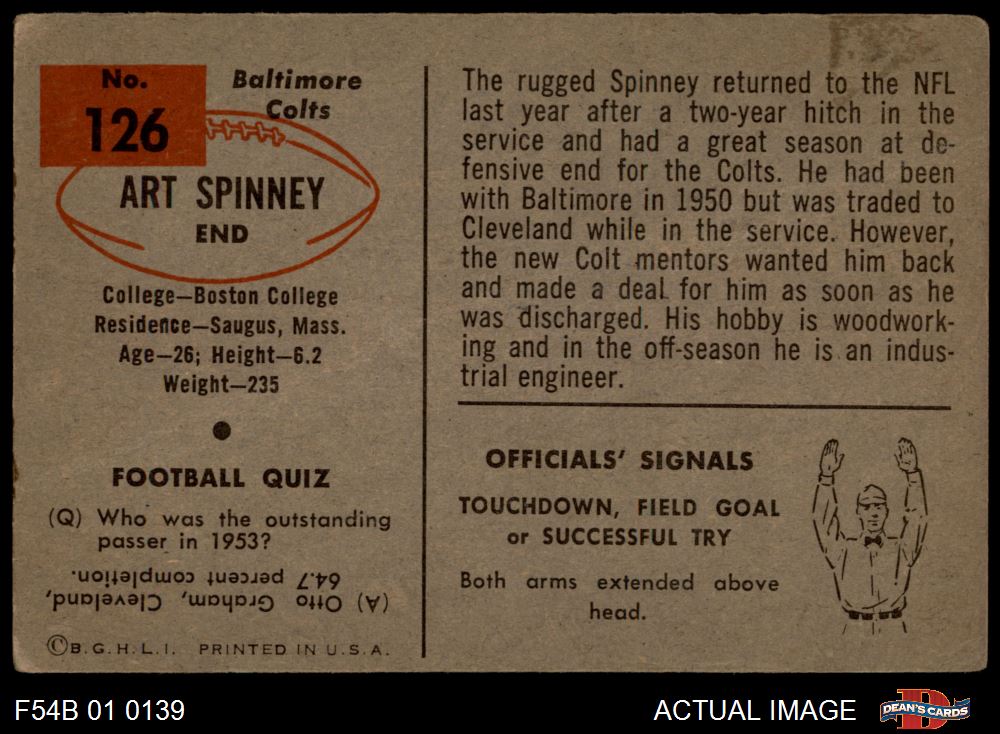 No.
126
Baltimore
Colts
ART SPINNEY
END
College—Boston College
Residence—Saugus, Mass.
Age—26; Height—6.2
Weight—235
FOOTBALL QUIZ
(Q) Who was the outstanding
passer in 1953?
(A) Otto Graham, Cleveland,
64.7 percent completion.
©B.G.H.L.I. PRINTED IN U.S.A.
The rugged Spinney returned to the NFL
last year after a two-year hitch in the
service and had a great season at de-
fensive end for the Colts. He had been
with Baltimore in 1950 but was traded to
Cleveland while in the service. However,
the new Colt mentors wanted him back
and made a deal for him as soon as he
was discharged. His hobby is woodwork-
ing and in the off-season he is an indus-
trial engineer.
OFFICIALS' SIGNALS
TOUCHDOWN, FIELD GOAL
or SUCCESSFUL TRY
Both arms extended above
head.
F54B 01 0139
ACTUAL IMAGE
D
DEAN'S CARDS